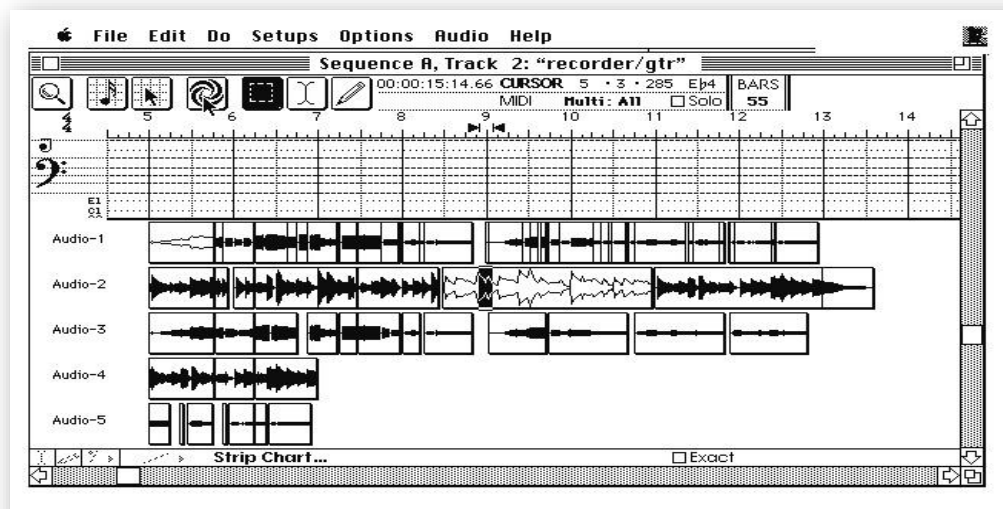 File Edit Do Setups Options Audio Help
Sequence A, Track 2: “recorder/gtr”
00:00:15:14.66 CURSOR 5 · 3 · 285 E♭4 BARS
MIDI Multi: All Solo 55
4
4
5 6 7 8 9 10 11 12 13 14
E1
C1
Audio-1
Audio-2
Audio-3
Audio-4
Audio-5
Strip Chart... Exact